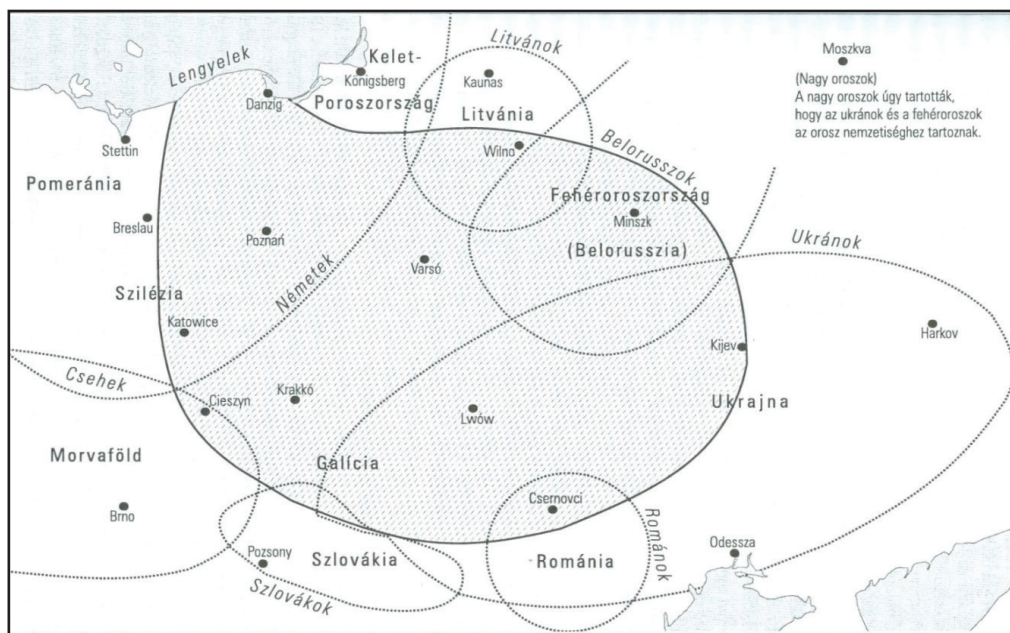 Litvánok
Moszkva
(Nagy oroszok)
A nagy oroszok úgy tartották,
hogy az ukránok és a fehéroroszok
az orosz nemzetiséghez tartoznak.
Lengyelek
Kelet-
Königsberg
Kaunas
Danzig
Poroszország
Litvánia
Stettin
Wilno
Belorusszok
Pomeránia
Fehéroroszország
Minszk
Breslau
Poznań
(Belorusszia)
Ukránok
Varsó
Németek
Szilézia
Katowice
Harkov
Kijev
Csehek
Cieszyn
Krakkó
Lwów
Ukrajna
Morvaföld
Galícia
Csernovci
Brno
Románok
Odessza
Pozsony
Szlovákia
Románia
Szlovákok